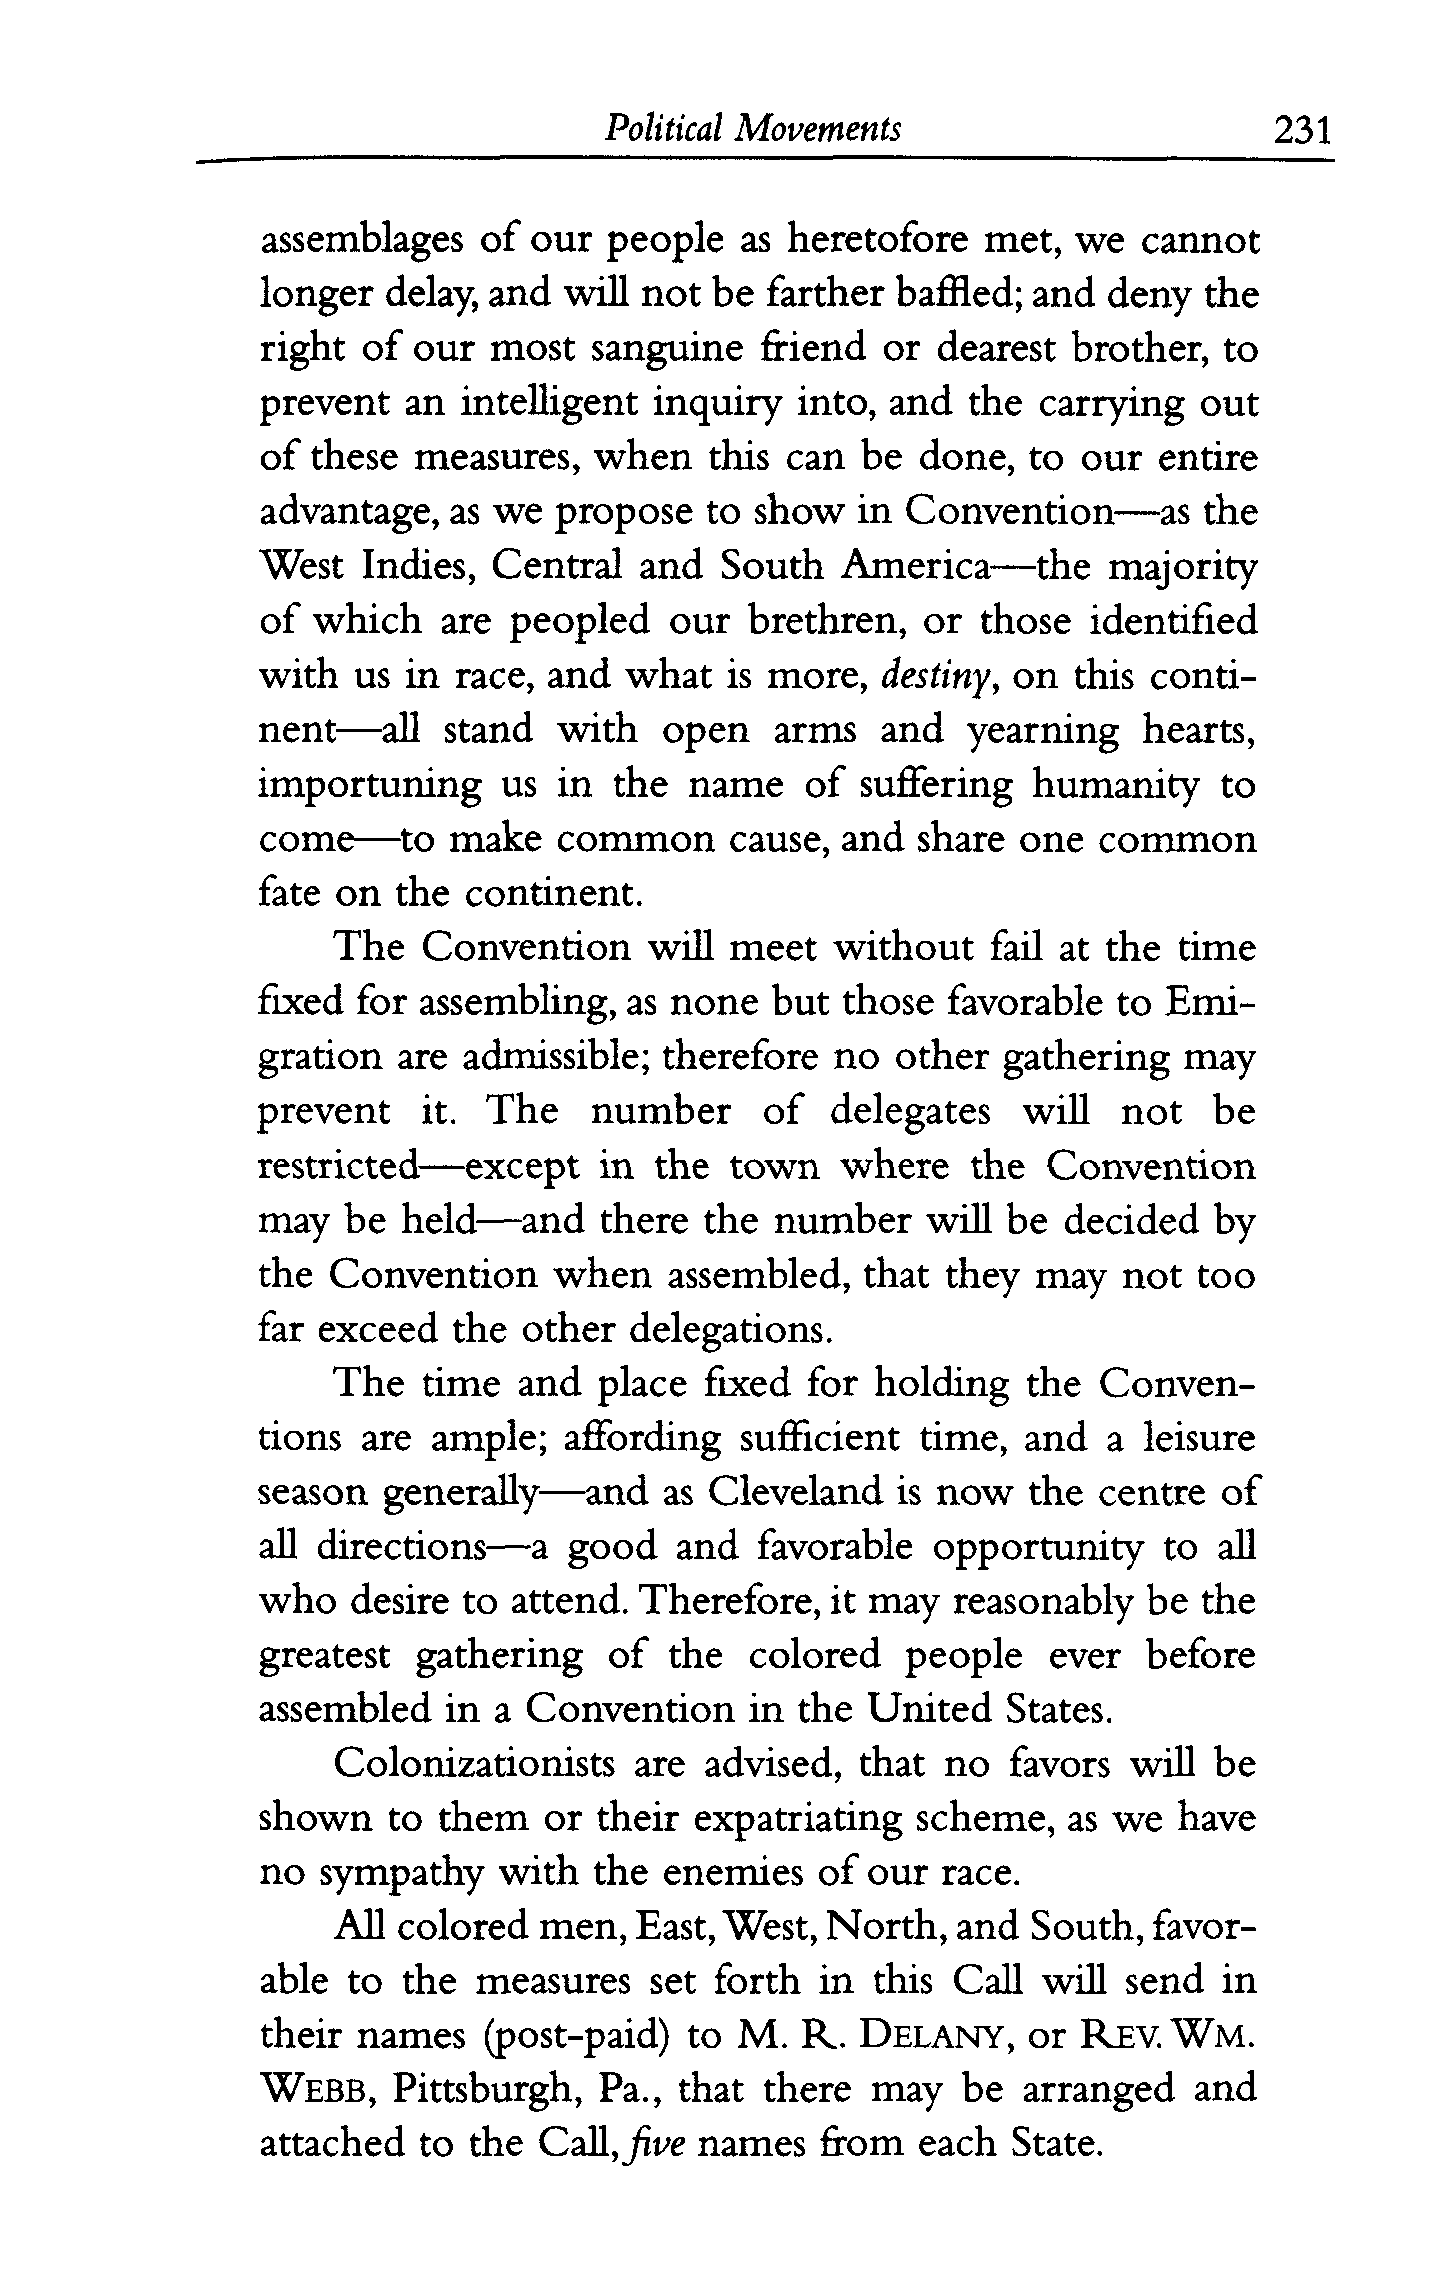 Political Movements 231
assemblages of our people as heretofore met, we cannot
longer delay, and will not be farther baffled; and deny the
right of our most sanguine friend or dearest brother, to
prevent an intelligent inquiry into, and the carrying out
of these measures, when this can be done, to our entire
advantage, as we propose to show in Convention—as the
West Indies, Central and South America—the majority
of which are peopled our brethren, or those identified
with us in race, and what is more, destiny, on this conti-
nent—all stand with open arms and yearning hearts,
importuning us in the name of suffering humanity to
come—to make common cause, and share one common
fate on the continent.
The Convention will meet without fail at the time
fixed for assembling, as none but those favorable to Emi-
gration are admissible; therefore no other gathering may
prevent it. The number of delegates will not be
restricted—except in the town where the Convention
may be held—and there the number will be decided by
the Convention when assembled, that they may not too
far exceed the other delegations.
The time and place fixed for holding the Conven-
tions are ample; affording sufficient time, and a leisure
season generally—and as Cleveland is now the centre of
all directions—a good and favorable opportunity to all
who desire to attend. Therefore, it may reasonably be the
greatest gathering of the colored people ever before
assembled in a Convention in the United States.
Colonizationists are advised, that no favors will be
shown to them or their expatriating scheme, as we have
no sympathy with the enemies of our race.
All colored men, East, West, North, and South, favor-
able to the measures set forth in this Call will send in
their names (post-paid) to M. R. DELANY, or REV. WM.
WEBB, Pittsburgh, Pa., that there may be arranged and
attached to the Call, five names from each State.